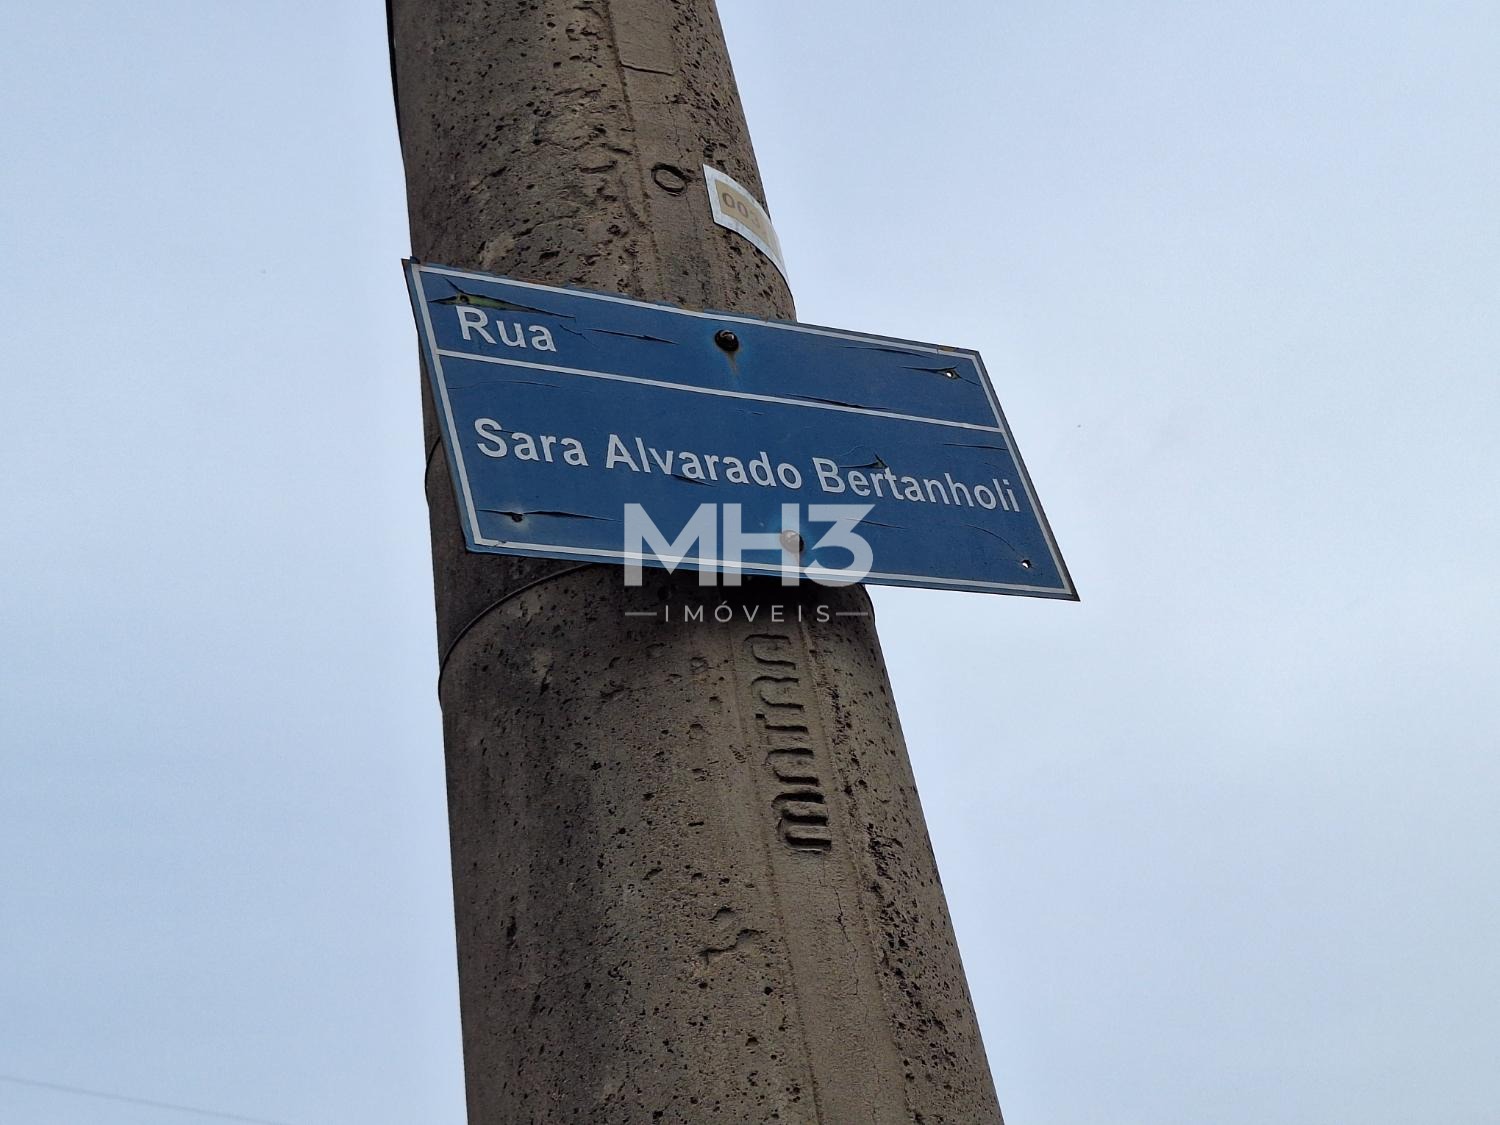 Rua
Sara Alvarado Bertanholi
MH3
IMÓVEIS